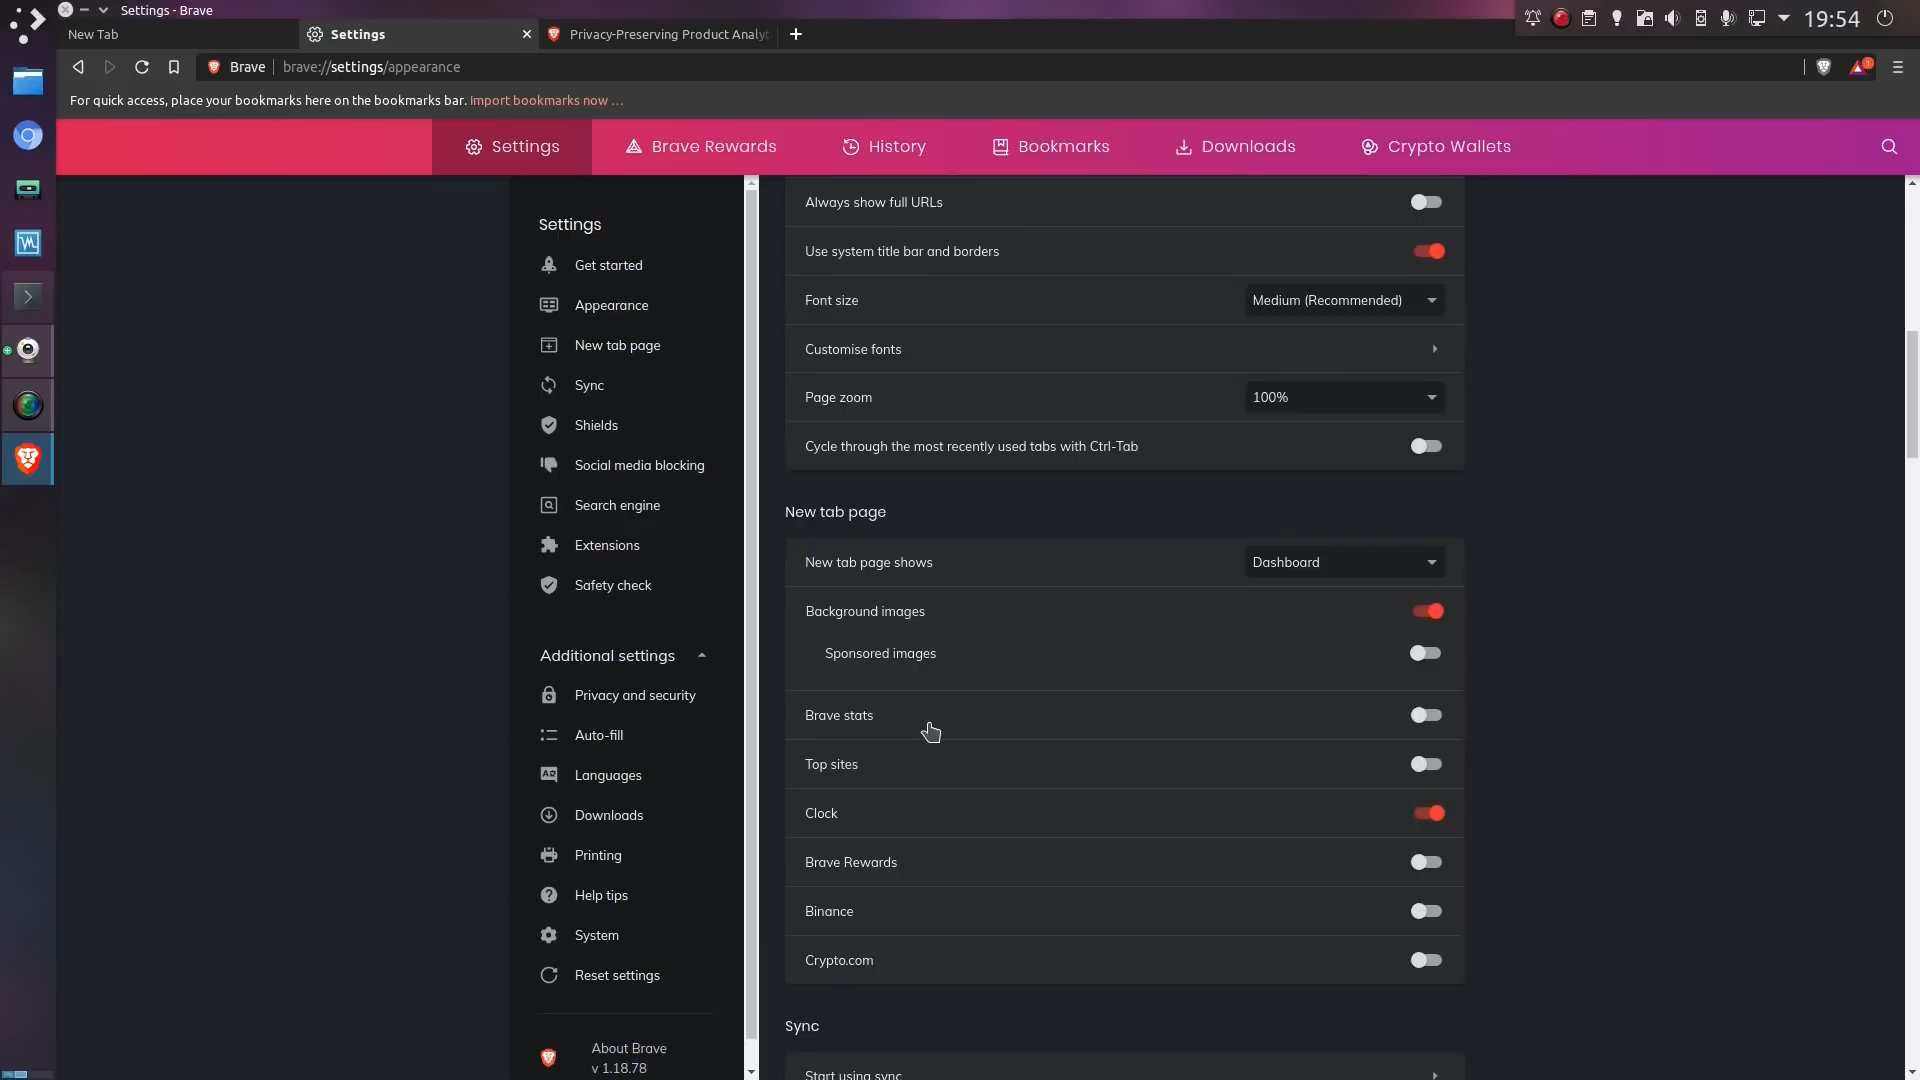 Settings - Brave
19:54
New Tab
Settings
Privacy-Preserving Product Analyt
Brave
brave://settings/appearance
1
For quick access, place your bookmarks here on the bookmarks bar. Import bookmarks now ...
Settings
Brave Rewards
History
Bookmarks
Downloads
Crypto Wallets
Settings
Get started
Appearance
New tab page
Sync
Shields
Social media blocking
Search engine
Extensions
Safety check
Additional settings
Privacy and security
Auto-fill
Languages
Downloads
Printing
Help tips
System
Reset settings
About Brave
v 1.18.78
Always show full URLs
Use system title bar and borders
Font size
Medium (Recommended)
Customise fonts
Page zoom
100%
Cycle through the most recently used tabs with Ctrl-Tab
New tab page
New tab page shows
Dashboard
Background images
Sponsored images
Brave stats
Top sites
Clock
Brave Rewards
Binance
Crypto.com
Sync
Start using sync